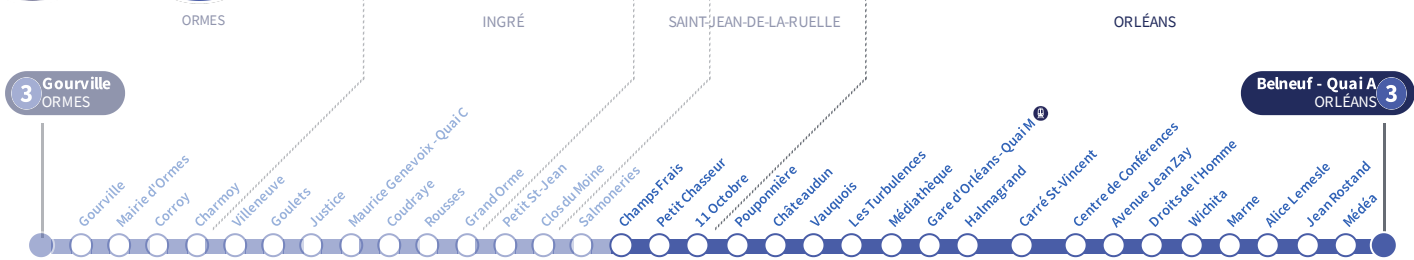 ORMES
INGRÉ
SAINT-JEAN-DE-LA-RUELLE
ORLÉANS
3
Gourville
ORMES
Belneuf - Quai A
ORLÉANS
3
Gourville
Mairie d'Ormes
Corroy
Charmoy
Villeneuve
Goulets
Justice
Maurice Genevoix - Quai C
Coudraye
Rousses
Grand Orme
Petit St-Jean
Clos du Moine
Salmoneries
Champs Frais
Petit Chasseur
11 Octobre
Pouponnière
Châteaudun
Vauquois
Les Turbulences
Médiathèque
Gare d'Orléans - Quai M
Halmagrand
Carré St-Vincent
Centre de Conférences
Avenue Jean Zay
Droits de l'Homme
Wichita
Marne
Alice Lemesle
Jean Rostand
Médéa